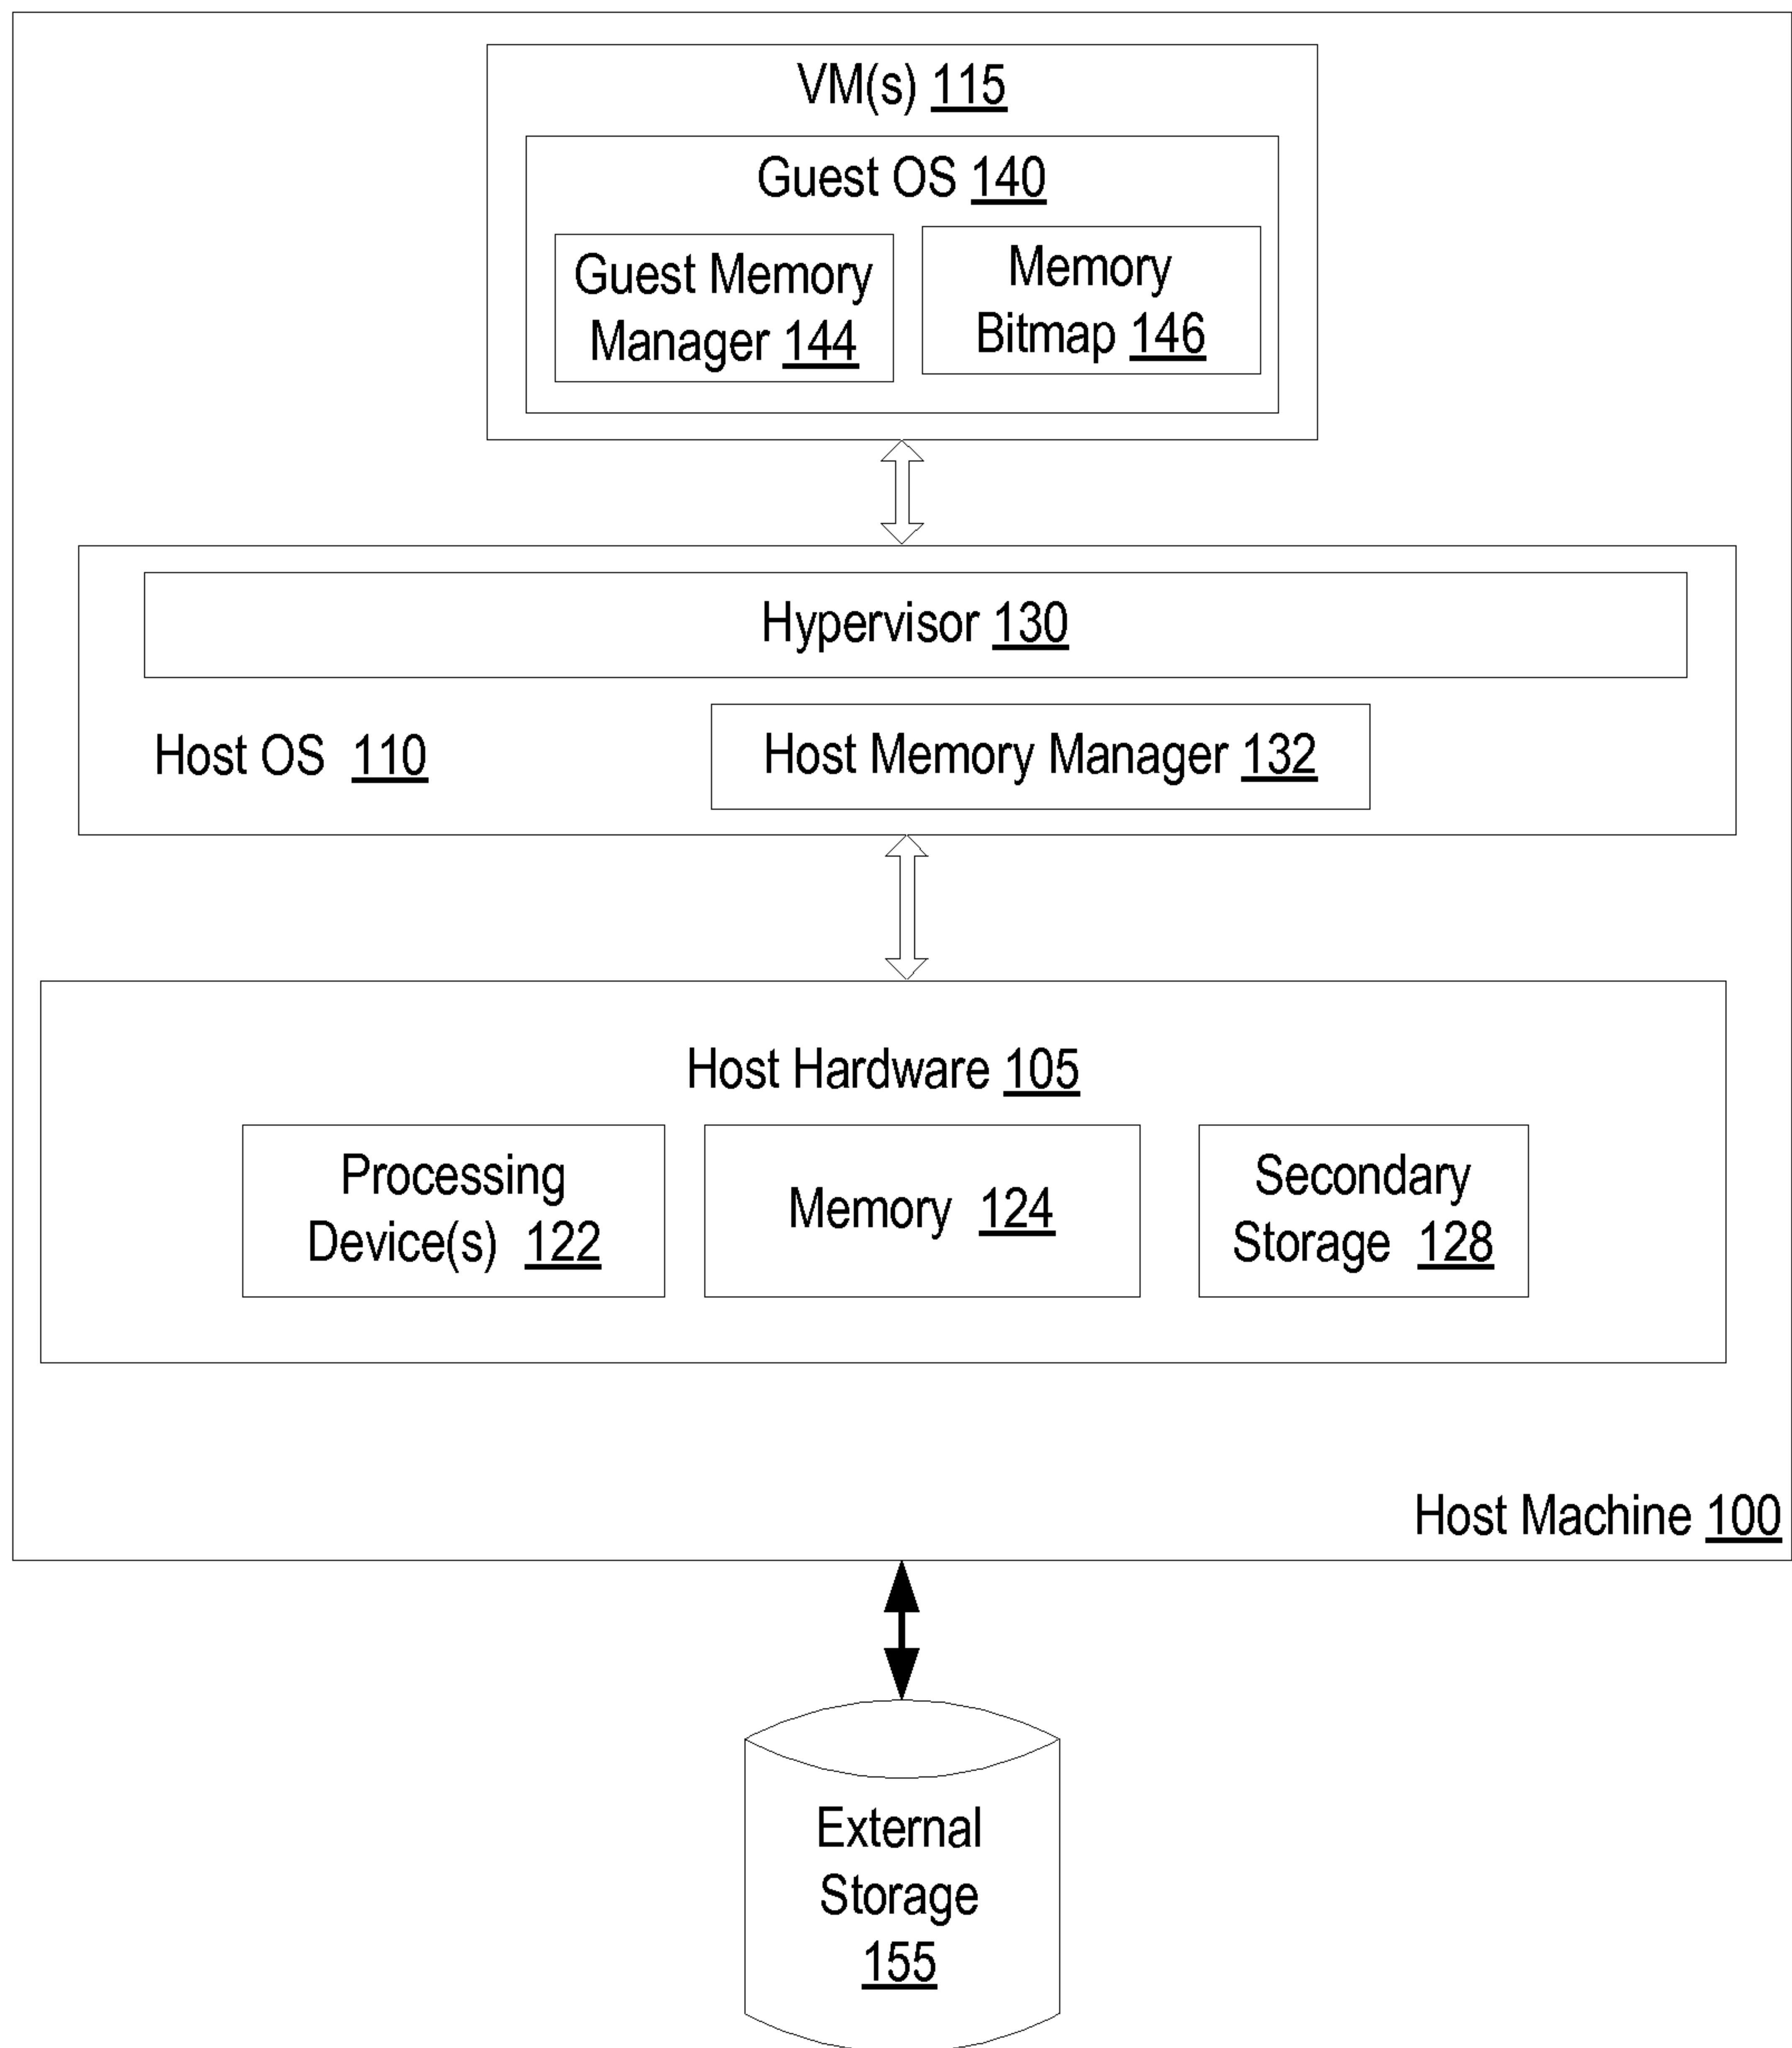 VM(s) 115
Guest OS 140
Guest Memory
Manager 144
Memory
Bitmap 146
Hypervisor 130
Host OS 110
Host Memory Manager 132
Host Hardware 105
Processing
Device(s) 122
Memory 124
Secondary
Storage 128
Host Machine 100
External
Storage
155